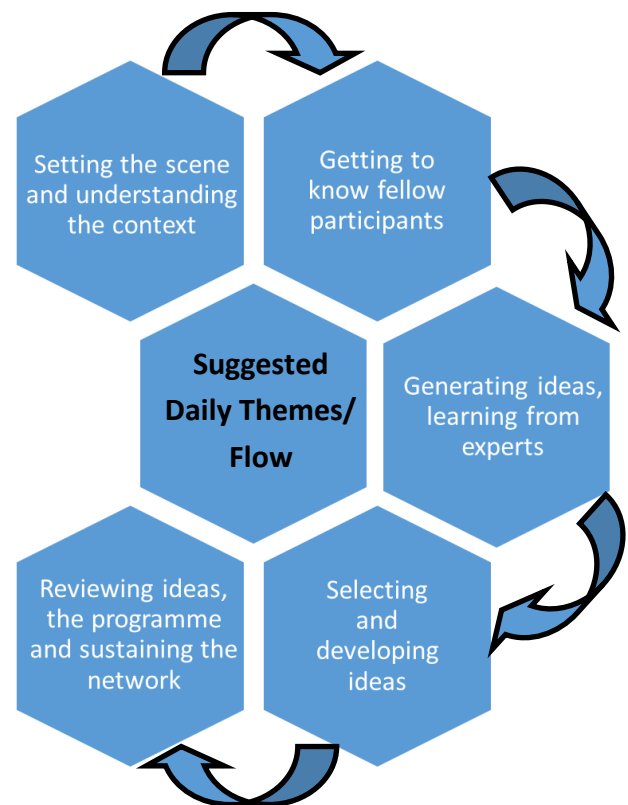 Setting the scene
and understanding
the context
Getting to
know fellow
participants
Suggested
Daily Themes/
Flow
Generating ideas,
learning from
experts
Reviewing ideas,
the programme
and sustaining the
network
Selecting
and
developing
ideas